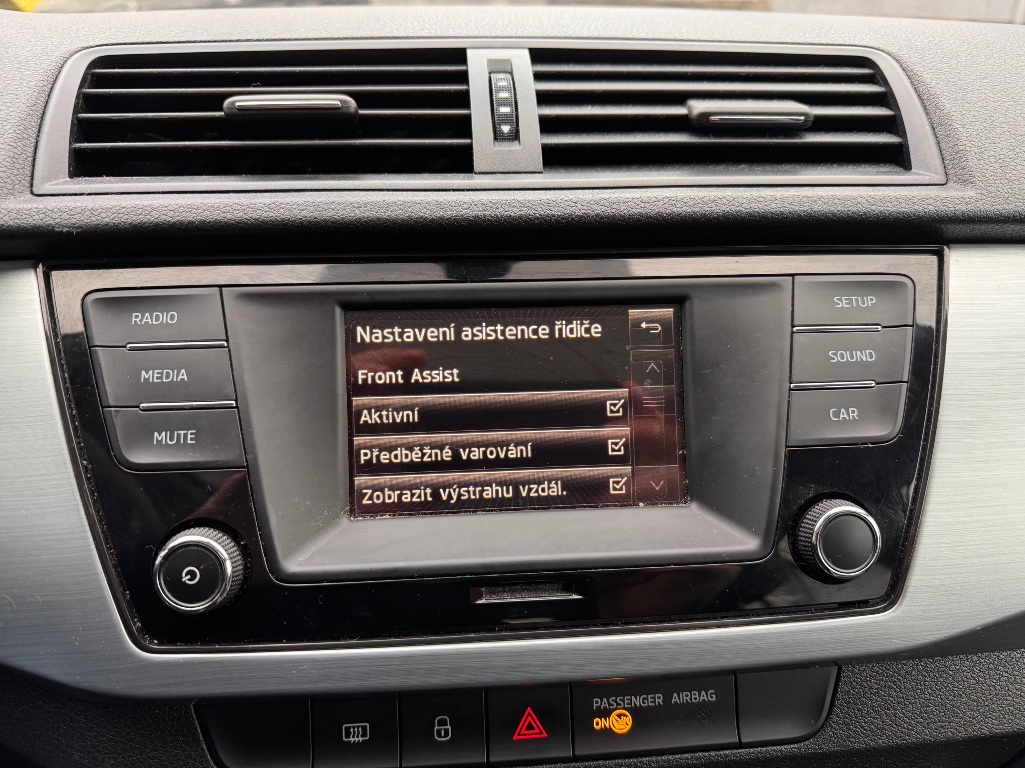 RADIO
MEDIA
MUTE
Nastavení asistence řidiče
Front Assist
Aktivní
Předběžné varování
Zobrazit výstrahu vzdál.
SETUP
SOUND
CAR
PASSENGER AIRBAG
ON